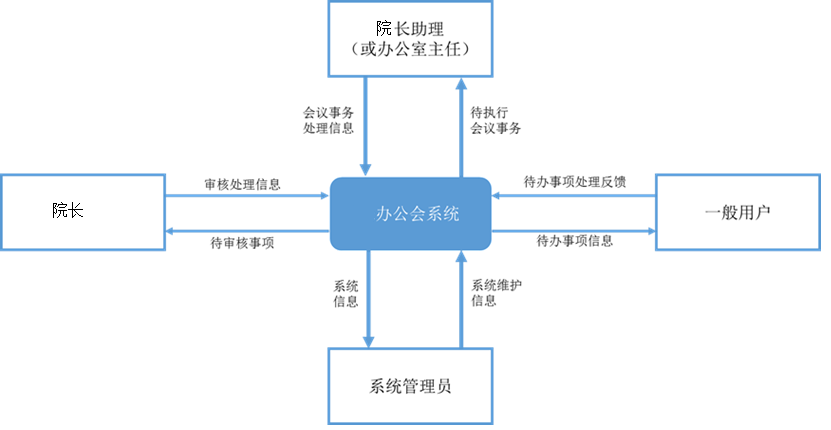 院长助理
（或办公室主任）
会议事务
处理信息
待执行
会议事务
院长
审核处理信息
待审核事项
办公会系统
待办事项处理反馈
待办事项信息
一般用户
系统
信息
系统维护
信息
系统管理员